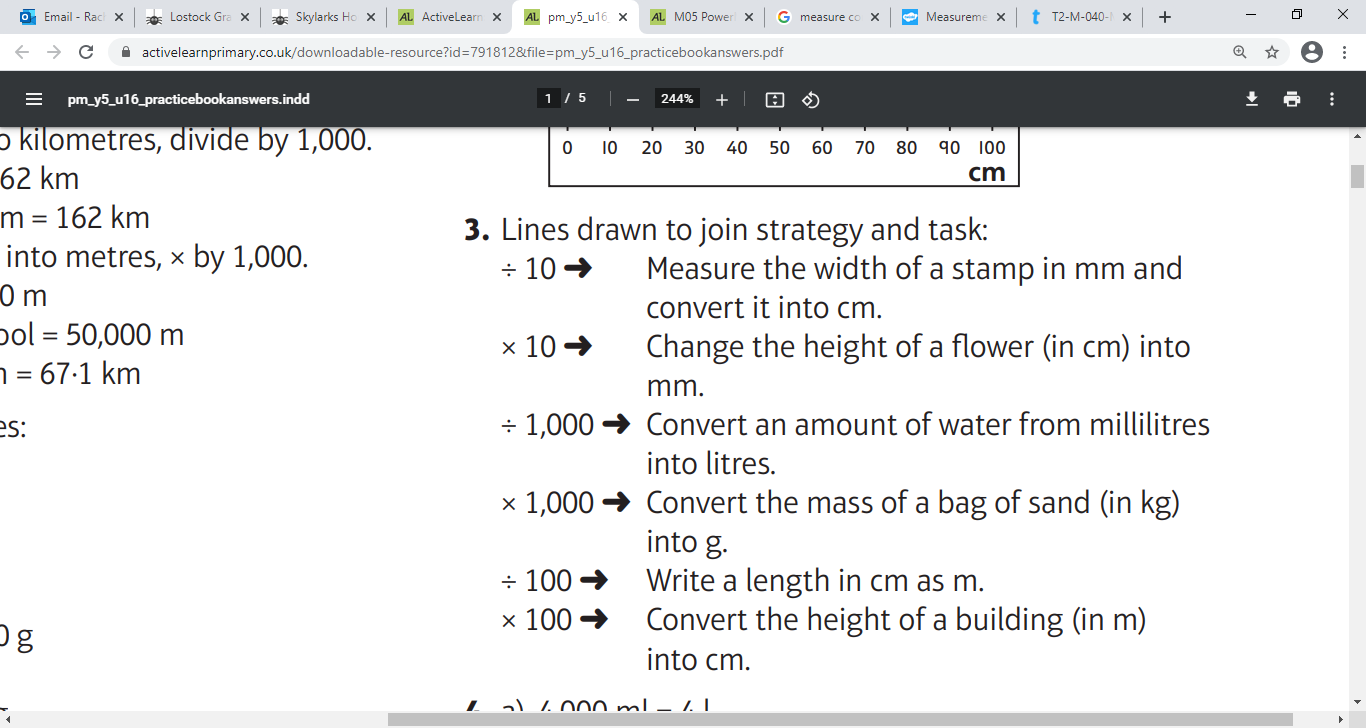 Email - Rac
Lostock Gra
Skylarks Ho
ActiveLearn
pm_y5_u16
M05 PowerP
measure co
Measureme
T2-M-040-
activelearnprimary.co.uk/downloadable-resource?id=791812&file=pm_y5_u16_practicebookanswers.pdf
pm_y5_u16_practicebookanswers.indd
1 / 5
244%
o kilometres, divide by 1,000.
62 km
m = 162 km
into metres, × by 1,000.
0 m
ool = 50,000 m
= 67·1 km
es:
0 g
0 10 20 30 40 50 60 70 80 90 100
cm
3. Lines drawn to join strategy and task:
÷ 10 ➜ Measure the width of a stamp in mm and
convert it into cm.
× 10 ➜ Change the height of a flower (in cm) into
mm.
÷ 1,000 ➜ Convert an amount of water from millilitres
into litres.
× 1,000 ➜ Convert the mass of a bag of sand (in kg)
into g.
÷ 100 ➜ Write a length in cm as m.
× 100 ➜ Convert the height of a building (in m)
into cm.
4. a) 4,000 ml = 4 l